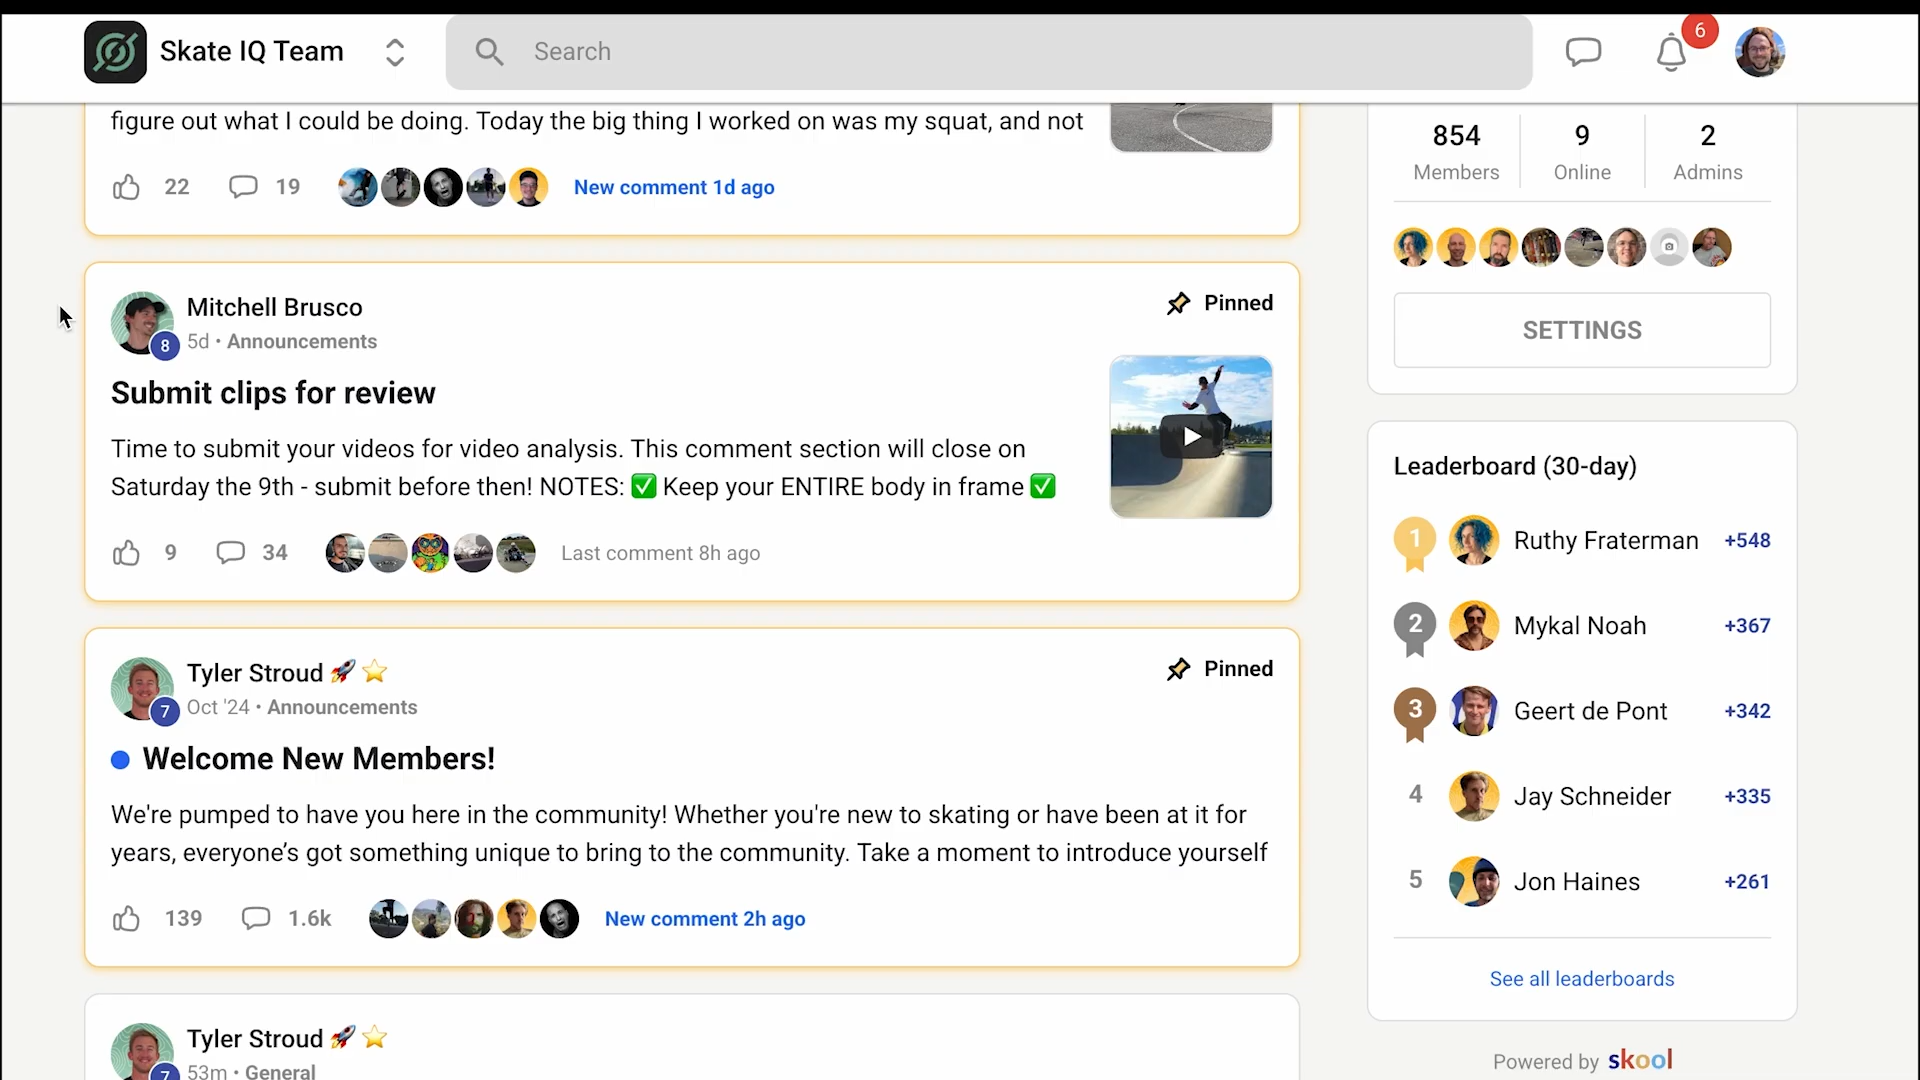 Skate IQ Team
Search
6
figure out what I could be doing. Today the big thing I worked on was my squat, and not
22
19
New comment 1d ago
854
Members
9
Online
2
Admins
SETTINGS
Mitchell Brusco
8
5d • Announcements
Pinned
Submit clips for review
Time to submit your videos for video analysis. This comment section will close on
Saturday the 9th - submit before then! NOTES: ✅ Keep your ENTIRE body in frame ✅
9
34
Last comment 8h ago
Tyler Stroud 🚀 ⭐
7
Oct '24 • Announcements
Pinned
Welcome New Members!
We're pumped to have you here in the community! Whether you're new to skating or have been at it for
years, everyone’s got something unique to bring to the community. Take a moment to introduce yourself
139
1.6k
New comment 2h ago
Tyler Stroud 🚀 ⭐
7
53m • General
Leaderboard (30-day)
1 Ruthy Fraterman +548
2 Mykal Noah +367
3 Geert de Pont +342
4 Jay Schneider +335
5 Jon Haines +261
See all leaderboards
Powered by skool